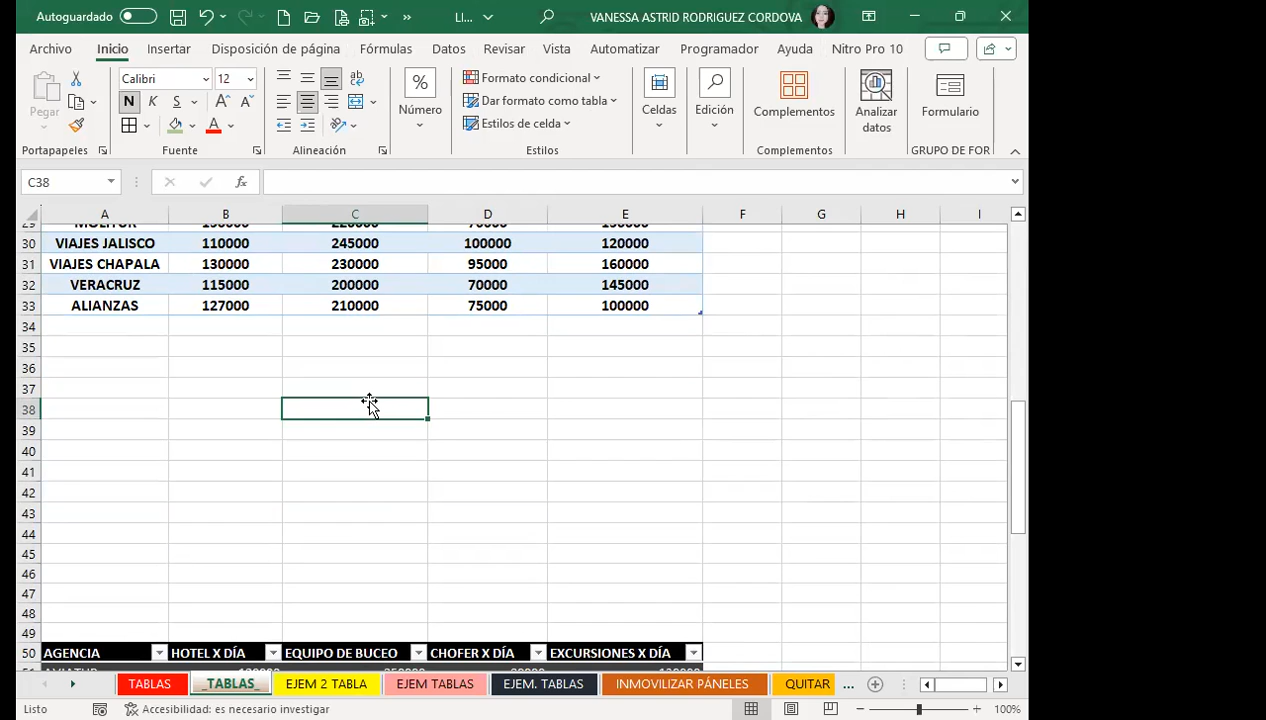 Autoguardado LI... VANESSA ASTRID RODRIGUEZ CORDOVA
Archivo Inicio Insertar Disposición de página Fórmulas Datos Revisar Vista Automatizar Programador Ayuda Nitro Pro 10
Pegar Calibri 12 Número Formato condicional Celdas Edición Complementos Analizar datos Formulario
N K S Dar formato como tabla
Estilos de celda
Portapapeles Fuente Alineación Estilos Complementos GRUPO DE FOR
C38
A B C D E F G H I
29 MOLITUR
30 VIAJES JALISCO 110000 245000 100000 120000
31 VIAJES CHAPALA 130000 230000 95000 160000
32 VERACRUZ 115000 200000 70000 145000
33 ALIANZAS 127000 210000 75000 100000
34
35
36
37
38
39
40
41
42
43
44
45
46
47
48
49
50 AGENCIA HOTEL X DÍA EQUIPO DE BUCEO CHOFER X DÍA EXCURSIONES X DÍA
TABLAS _TABLAS_ EJEM 2 TABLA EJEM TABLAS EJEM. TABLAS INMOVILIZAR PÁNELES QUITAR ...
Listo Accesibilidad: es necesario investigar 100%